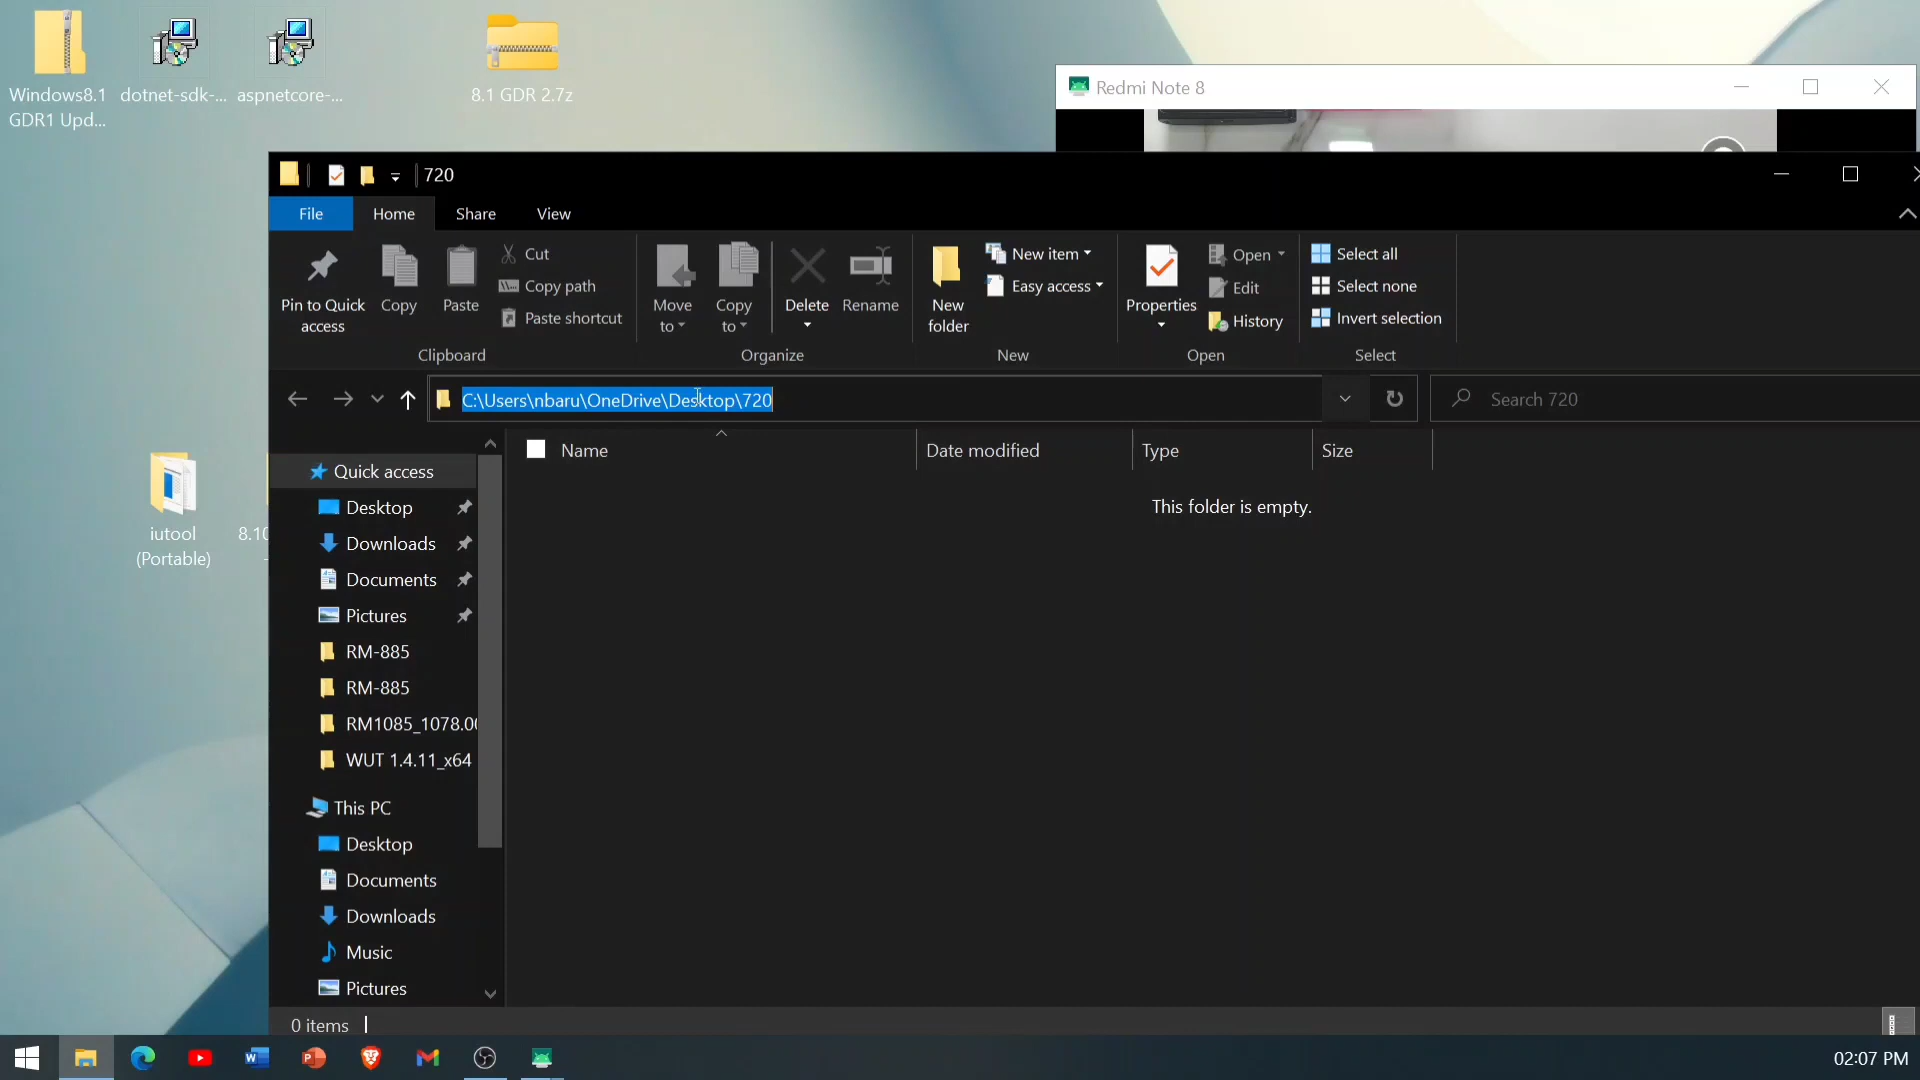 Windows8.1
GDR1 Upd...
dotnet-sdk-...
aspnetcore-...
8.1 GDR 2.7z
Redmi Note 8
720
File
Home
Share
View
Pin to Quick
access
Copy
Paste
Cut
Copy path
Paste shortcut
Clipboard
Move
to
Copy
to
Delete
Rename
Organize
New
folder
New item
Easy access
New
Properties
Open
Edit
History
Open
Select all
Select none
Invert selection
Select
C:\Users\nbaru\OneDrive\Desktop\720
Search 720
Name
Date modified
Type
Size
This folder is empty.
iutool
(Portable)
8.10
Quick access
Desktop
Downloads
Documents
Pictures
RM-885
RM-885
RM1085_1078.00
WUT 1.4.11_x64
This PC
Desktop
Documents
Downloads
Music
Pictures
0 items
02:07 PM